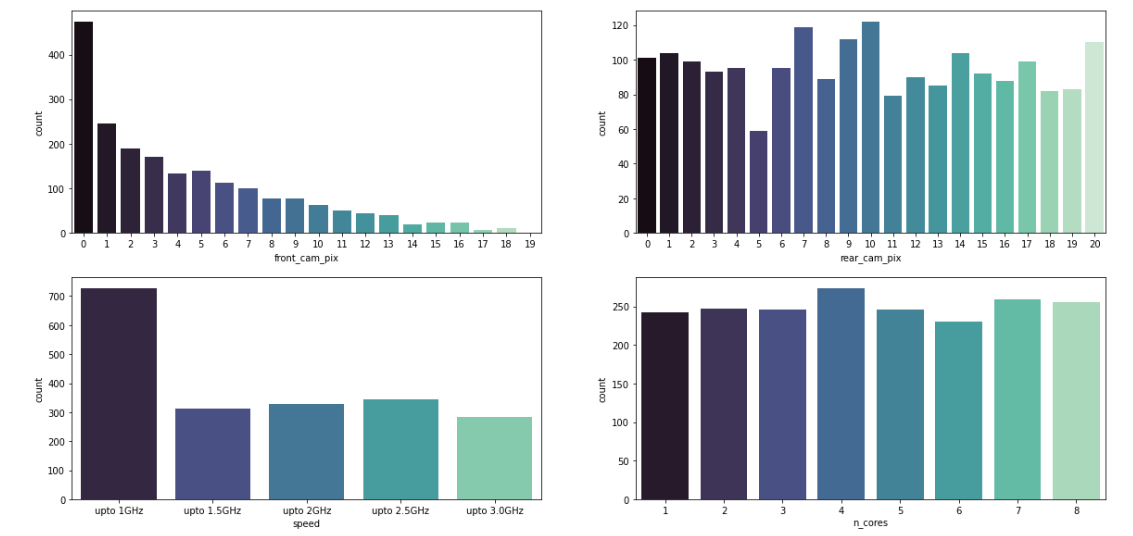 400
300
200
100
0
count
0 1 2 3 4 5 6 7 8 9 10 11 12 13 14 15 16 17 18 19
front_cam_pix
120
100
80
60
40
20
0
count
0 1 2 3 4 5 6 7 8 9 10 11 12 13 14 15 16 17 18 19 20
rear_cam_pix
700
600
500
400
300
200
100
0
count
upto 1GHz upto 1.5GHz upto 2GHz upto 2.5GHz upto 3.0GHz
speed
250
200
150
100
50
0
count
1 2 3 4 5 6 7 8
n_cores